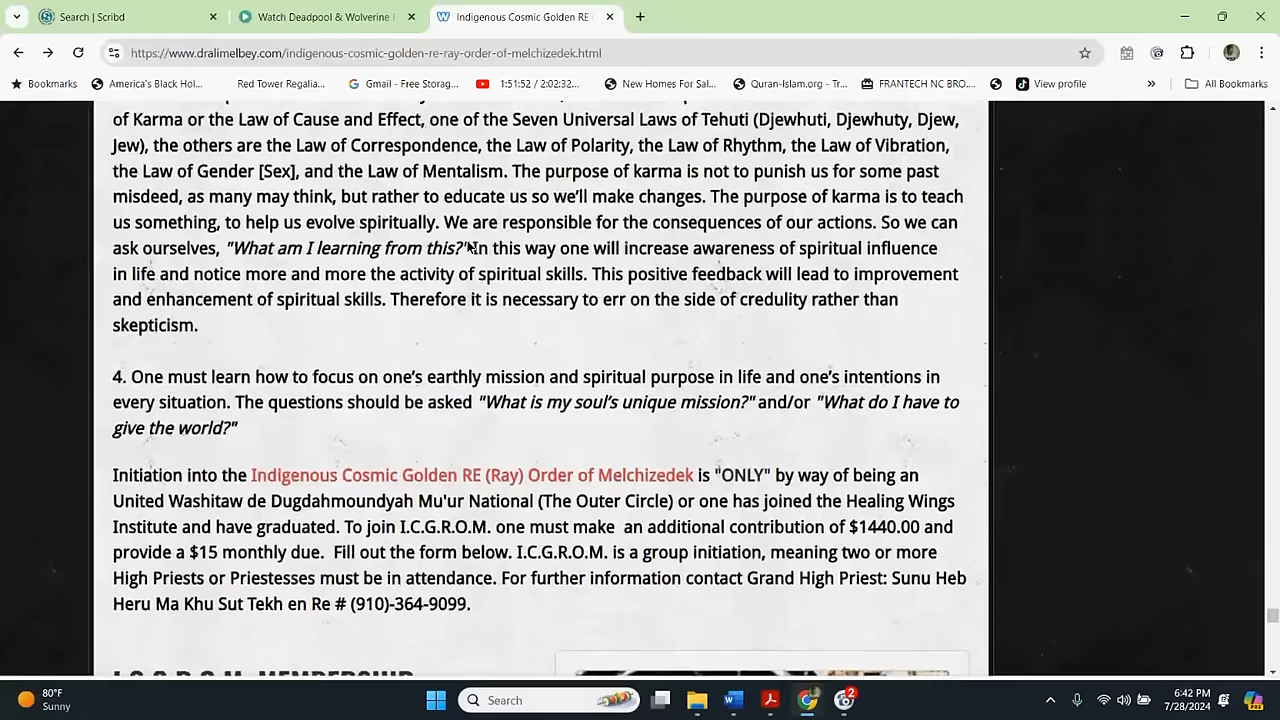 Search | Scribd
Watch Deadpool & Wolverine F
Indigenous Cosmic Golden RE
https://www.dralimelbey.com/indigenous-cosmic-golden-re-ray-order-of-melchizedek.html
Bookmarks America's Black Hol... Red Tower Regalia... Gmail - Free Storag... 1:51:52 / 2:02:32... New Homes For Sal... Quran-Islam.org - Tr... FRANTECH NC BRO.... View profile » All Bookmarks
of Karma or the Law of Cause and Effect, one of the Seven Universal Laws of Tehuti (Djewhuti, Djewhuty, Djew,
Jew), the others are the Law of Correspondence, the Law of Polarity, the Law of Rhythm, the Law of Vibration,
the Law of Gender [Sex], and the Law of Mentalism. The purpose of karma is not to punish us for some past
misdeed, as many may think, but rather to educate us so we'll make changes. The purpose of karma is to teach
us something, to help us evolve spiritually. We are responsible for the consequences of our actions. So we can
ask ourselves, "What am I learning from this?" In this way one will increase awareness of spiritual influence
in life and notice more and more the activity of spiritual skills. This positive feedback will lead to improvement
and enhancement of spiritual skills. Therefore it is necessary to err on the side of credulity rather than
skepticism.
4. One must learn how to focus on one's earthly mission and spiritual purpose in life and one's intentions in
every situation. The questions should be asked "What is my soul's unique mission?" and/or "What do I have to
give the world?"
Initiation into the Indigenous Cosmic Golden RE (Ray) Order of Melchizedek is "ONLY" by way of being an
United Washitaw de Dugdahmoundyah Mu'ur National (The Outer Circle) or one has joined the Healing Wings
Institute and have graduated. To join I.C.G.R.O.M. one must make an additional contribution of $1440.00 and
provide a $15 monthly due. Fill out the form below. I.C.G.R.O.M. is a group initiation, meaning two or more
High Priests or Priestesses must be in attendance. For further information contact Grand High Priest: Sunu Heb
Heru Ma Khu Sut Tekh en Re # (910)-364-9099.
I.C.G.R.O.M. MEMBERSHIP
80°F
Sunny
Search
2
6:42 PM
7/28/2024